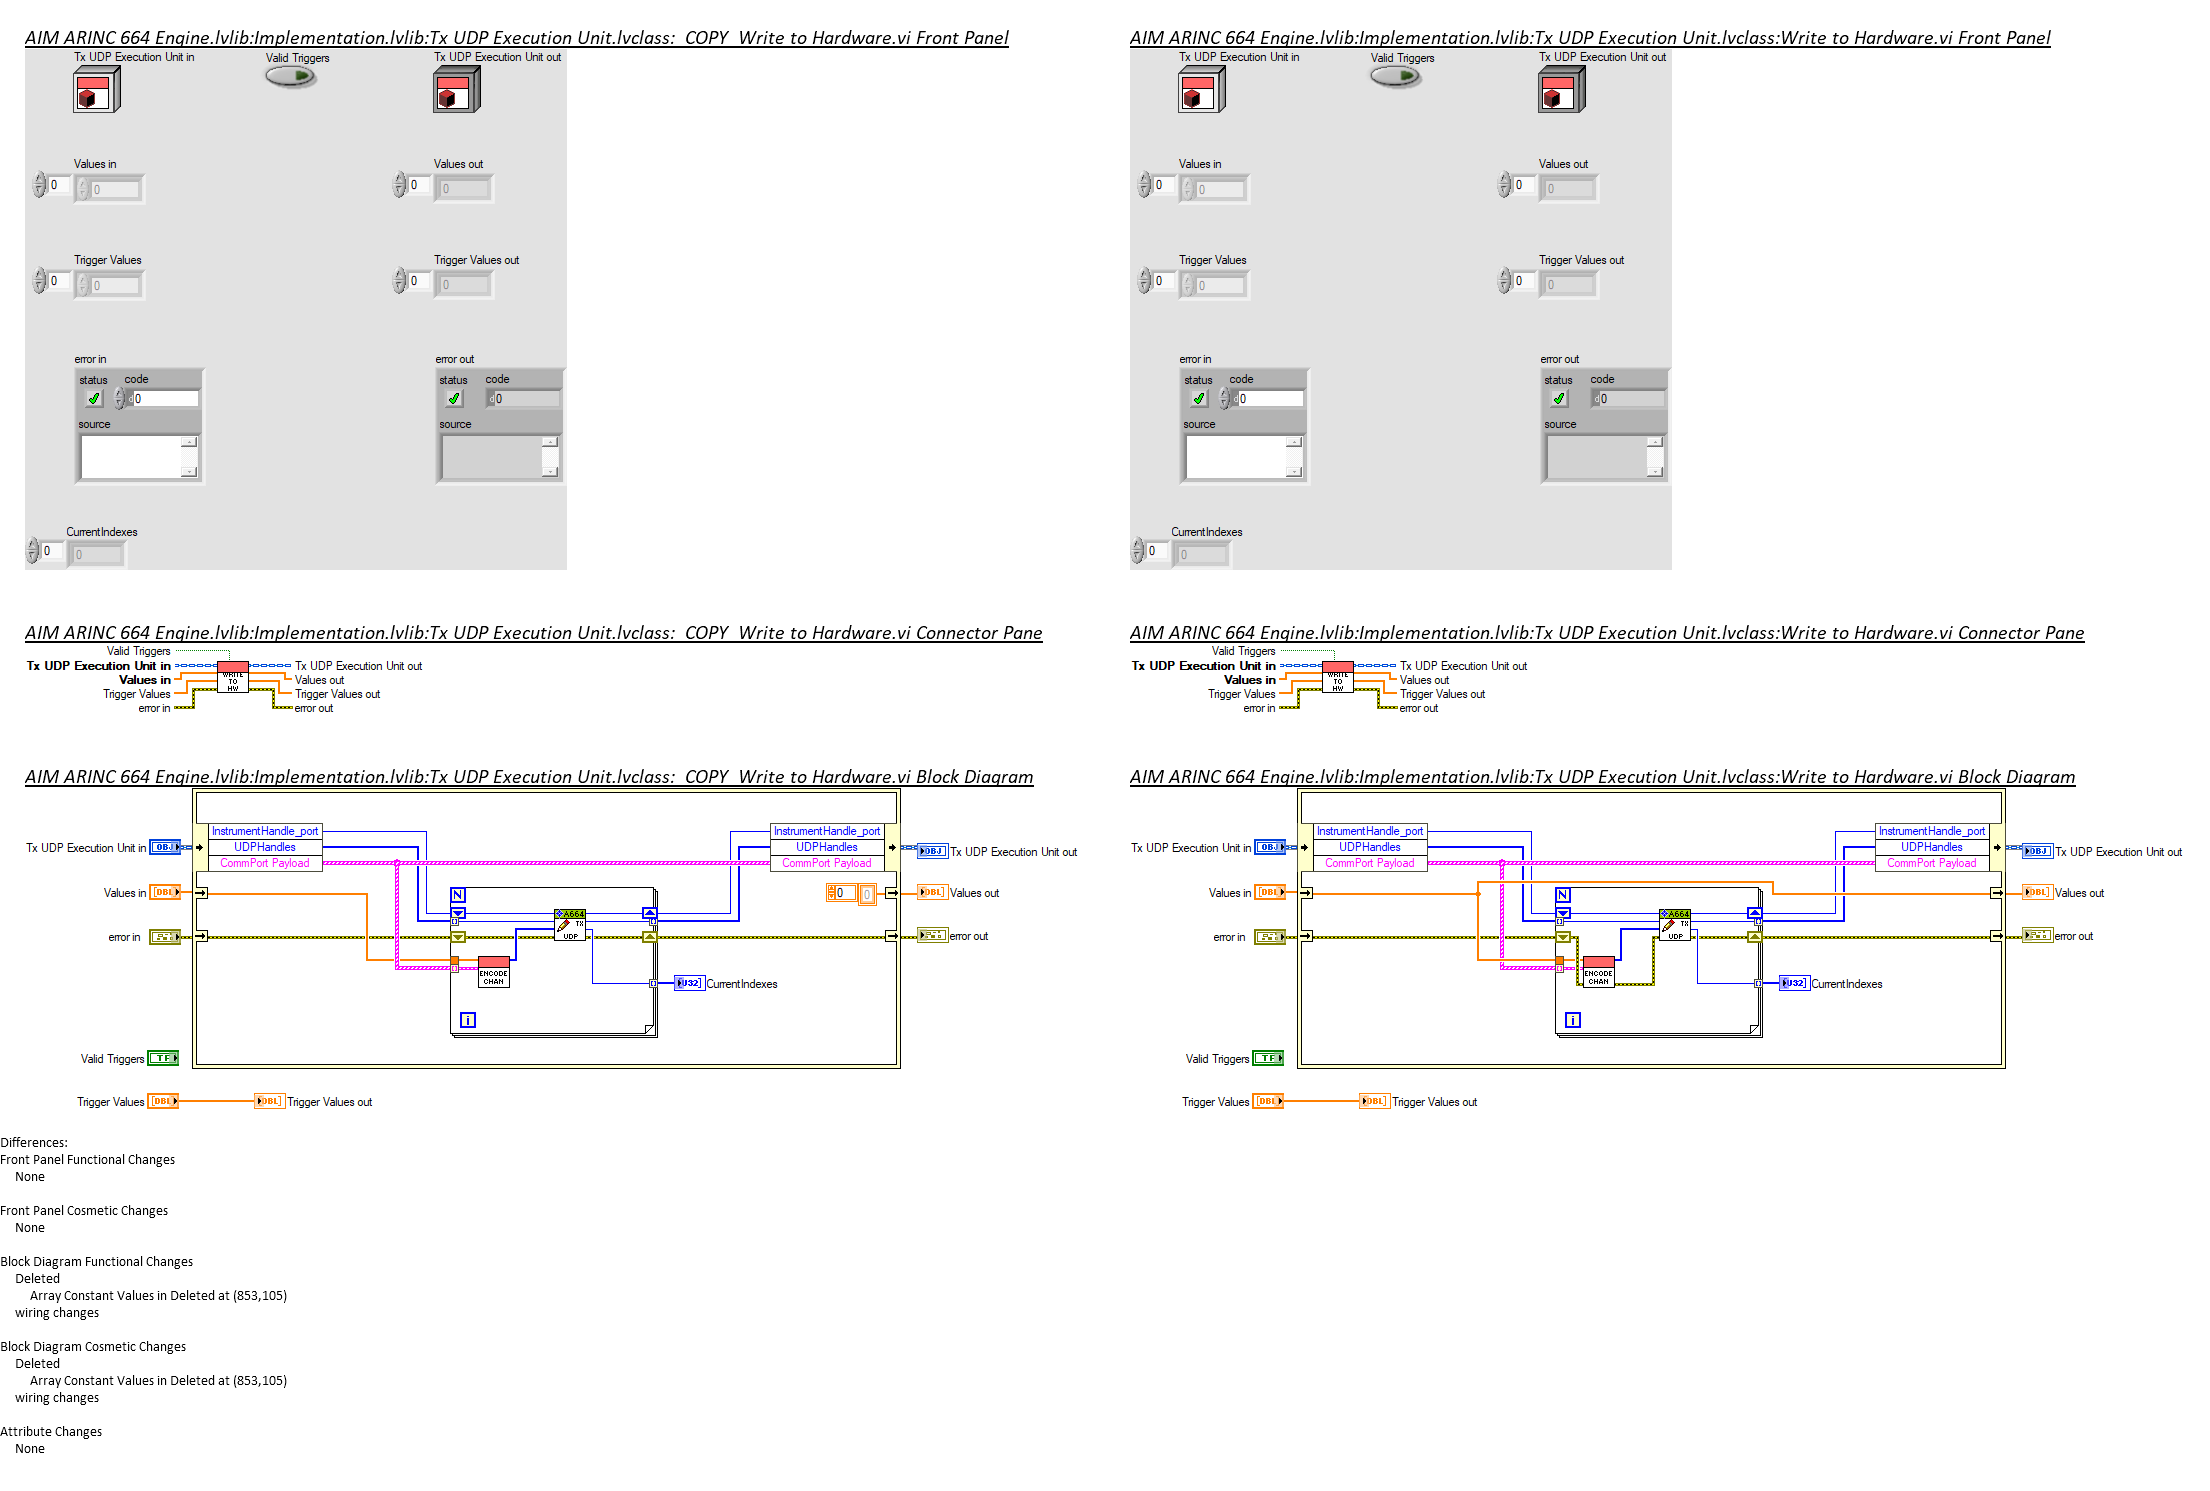 AIM ARINC 664 Engine.lvlib:Implementation.lvlib:Tx UDP Execution Unit.lvclass:  COPY  Write to Hardware.vi Front Panel
Tx UDP Execution Unit in
Valid Triggers
Tx UDP Execution Unit out
Values in
0
0
Values out
0
0
Trigger Values
0
0
Trigger Values out
0
0
error in
status
code
d0
source
error out
status
code
d0
source
CurrentIndexes
0
0
AIM ARINC 664 Engine.lvlib:Implementation.lvlib:Tx UDP Execution Unit.lvclass:  COPY  Write to Hardware.vi Connector Pane
Valid Triggers
Tx UDP Execution Unit in
Values in
Trigger Values
error in
WRITE
TO
HW
Tx UDP Execution Unit out
Values out
Trigger Values out
error out
AIM ARINC 664 Engine.lvlib:Implementation.lvlib:Tx UDP Execution Unit.lvclass:  COPY  Write to Hardware.vi Block Diagram
Tx UDP Execution Unit in
OBJ
InstrumentHandle_port
UDPHandles
CommPort Payload
InstrumentHandle_port
UDPHandles
CommPort Payload
OBJ
Tx UDP Execution Unit out
Values in
[DBL]
N
0
0
DBL]
Values out
A664
TX
UDP
error in
error out
ENCODE
CHAN
U32]
CurrentIndexes
i
Valid Triggers
TF
Trigger Values
[DBL]
DBL]
Trigger Values out
Differences:
Front Panel Functional Changes
None
Front Panel Cosmetic Changes
None
Block Diagram Functional Changes
Deleted
Array Constant Values in Deleted at (853,105)
wiring changes
Block Diagram Cosmetic Changes
Deleted
Array Constant Values in Deleted at (853,105)
wiring changes
Attribute Changes
None
AIM ARINC 664 Engine.lvlib:Implementation.lvlib:Tx UDP Execution Unit.lvclass:Write to Hardware.vi Front Panel
Tx UDP Execution Unit in
Valid Triggers
Tx UDP Execution Unit out
Values in
0
0
Values out
0
0
Trigger Values
0
0
Trigger Values out
0
0
error in
status
code
d0
source
error out
status
code
d0
source
CurrentIndexes
0
0
AIM ARINC 664 Engine.lvlib:Implementation.lvlib:Tx UDP Execution Unit.lvclass:Write to Hardware.vi Connector Pane
Valid Triggers
Tx UDP Execution Unit in
Values in
Trigger Values
error in
WRITE
TO
HW
Tx UDP Execution Unit out
Values out
Trigger Values out
error out
AIM ARINC 664 Engine.lvlib:Implementation.lvlib:Tx UDP Execution Unit.lvclass:Write to Hardware.vi Block Diagram
Tx UDP Execution Unit in
OBJ
InstrumentHandle_port
UDPHandles
CommPort Payload
InstrumentHandle_port
UDPHandles
CommPort Payload
OBJ
Tx UDP Execution Unit out
Values in
[DBL]
N
DBL]
Values out
A664
TX
UDP
error in
error out
ENCODE
CHAN
U32]
CurrentIndexes
i
Valid Triggers
TF
Trigger Values
[DBL]
DBL]
Trigger Values out